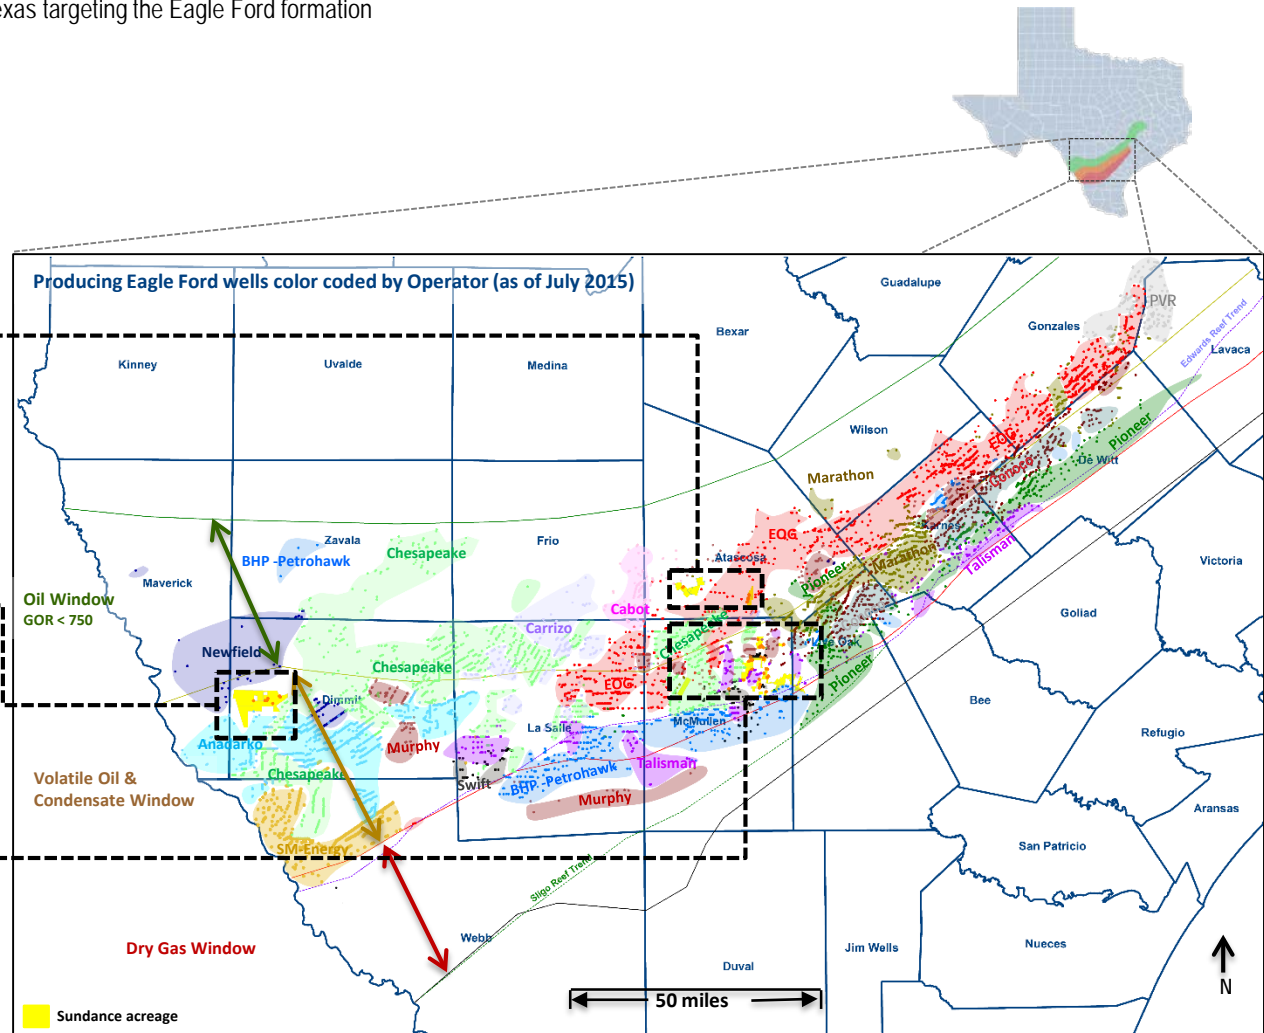 exas targeting the Eagle Ford formation
Producing Eagle Ford wells color coded by Operator (as of July 2015)
Guadalupe
PVR
Gonzales
Edwards Reef Trend
Lavaca
Bexar
Kinney
Uvalde
Medina
Wilson
EOG
Pioneer
De Witt
Conoco
Marathon
Karnes
Zavala
Frio
Chesapeake
BHP -Petrohawk
EOG
Atascosa
Marathon
Talisman
Victoria
Maverick
Pioneer
Oil Window
GOR < 750
Cabot
Carrizo
Chesapeake
Goliad
Live Oak
Newfield
Chesapeake
EOG
Pioneer
Dimmit
La Salle
McMullen
Bee
Refugio
Anadarko
Murphy
Talisman
Chesapeake
Swift
BHP -Petrohawk
Volatile Oil &
Condensate Window
Murphy
Aransas
SM-Energy
San Patricio
Sligo Reef Trend
Webb
Dry Gas Window
Jim Wells
Nueces
Duval
50 miles
N
Sundance acreage